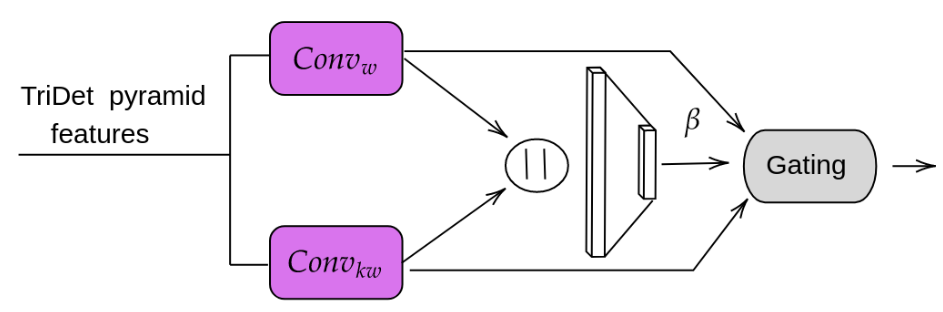 TriDet pyramid
features
Conv_w
Conv_kw
||
β
Gating